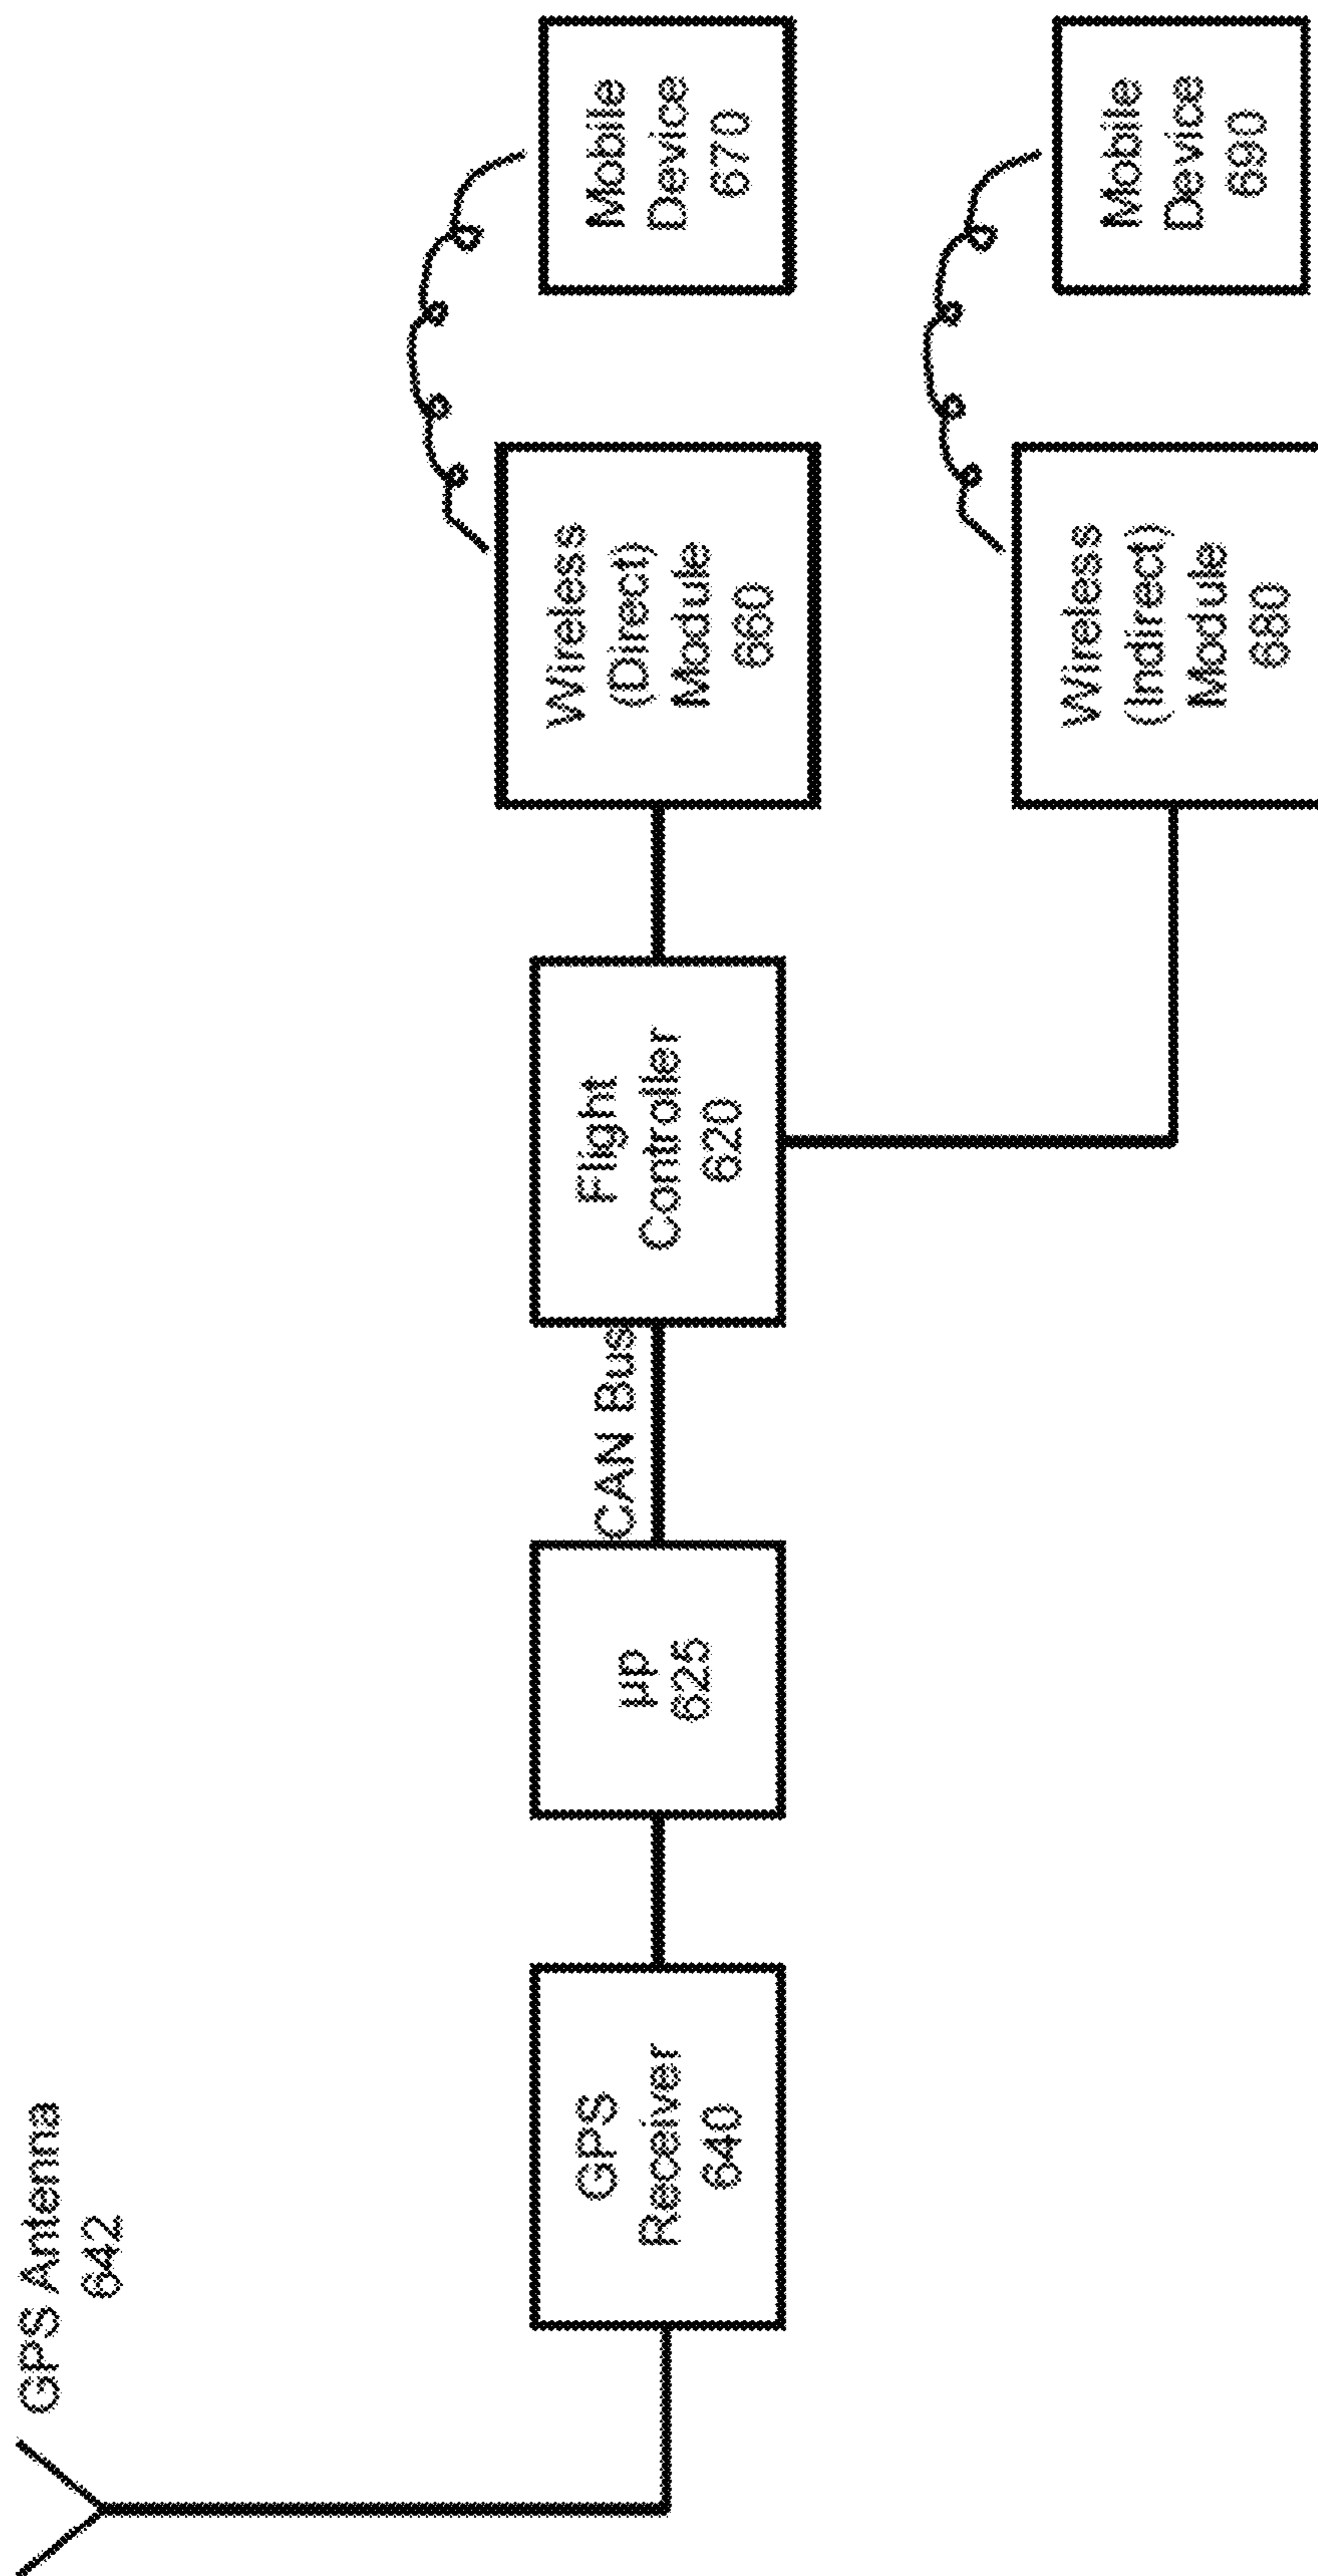 GPS Antenna
642
GPS
Receiver
640
µp
625
CAN Bus
Flight
Controller
620
Wireless
(Direct)
Module
660
Mobile
Device
670
Wireless
(Indirect)
Module
680
Mobile
Device
690